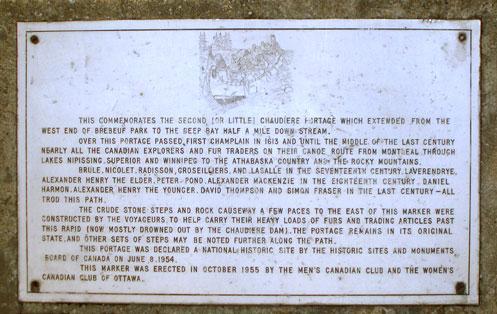 THIS COMMEMORATES THE SECOND [OR LITTLE] CHAUDIERE PORTAGE WHICH EXTENDED FROM THE
WEST END OF BREBEUF PARK TO THE DEEP BAY HALF A MILE DOWN STREAM.
OVER THIS PORTAGE PASSED FIRST CHAMPLAIN IN 1613 AND UNTIL THE MIDDLE OF THE LAST CENTURY
NEARLY ALL THE CANADIAN EXPLORERS AND FUR TRADERS ON THEIR CANOE ROUTE FROM MONTREAL THROUGH
LAKES NIPISSING, SUPERIOR AND WINNIPEG TO THE ATHABASKA COUNTRY AND THE ROCKY MOUNTAINS.
BRULE, NICOLET, RADISSON, GROSEILLIERS, AND LASALLE IN THE SEVENTEENTH CENTURY. LAVERENDRYE,
ALEXANDER HENRY THE ELDER, PETER POND, ALEXANDER MACKENZIE IN THE EIGHTEENTH CENTURY. DANIEL
HARMON, ALEXANDER HENRY THE YOUNGER, DAVID THOMPSON AND SIMON FRASER IN THE LAST CENTURY—ALL
TROD THIS PATH.
THE CRUDE STONE STEPS AND ROCK CAUSEWAY A FEW PACES TO THE EAST OF THIS MARKER WERE
CONSTRUCTED BY THE VOYAGEURS TO HELP CARRY THEIR HEAVY LOADS OF FURS AND TRADING ARTICLES PAST
THIS RAPID [NOW MOSTLY DROWNED OUT BY THE CHAUDIERE DAM]. THE PORTAGE REMAINS IN ITS ORIGINAL
STATE, AND OTHER SETS OF STEPS MAY BE NOTED FURTHER ALONG THE PATH.
THIS PORTAGE WAS DECLARED A NATIONAL HISTORIC SITE BY THE HISTORIC SITES AND MONUMENTS
BOARD OF CANADA ON JUNE 8, 1954.
THIS MARKER WAS ERECTED IN OCTOBER 1955 BY THE MEN'S CANADIAN CLUB AND THE WOMEN'S
CANADIAN CLUB OF OTTAWA.